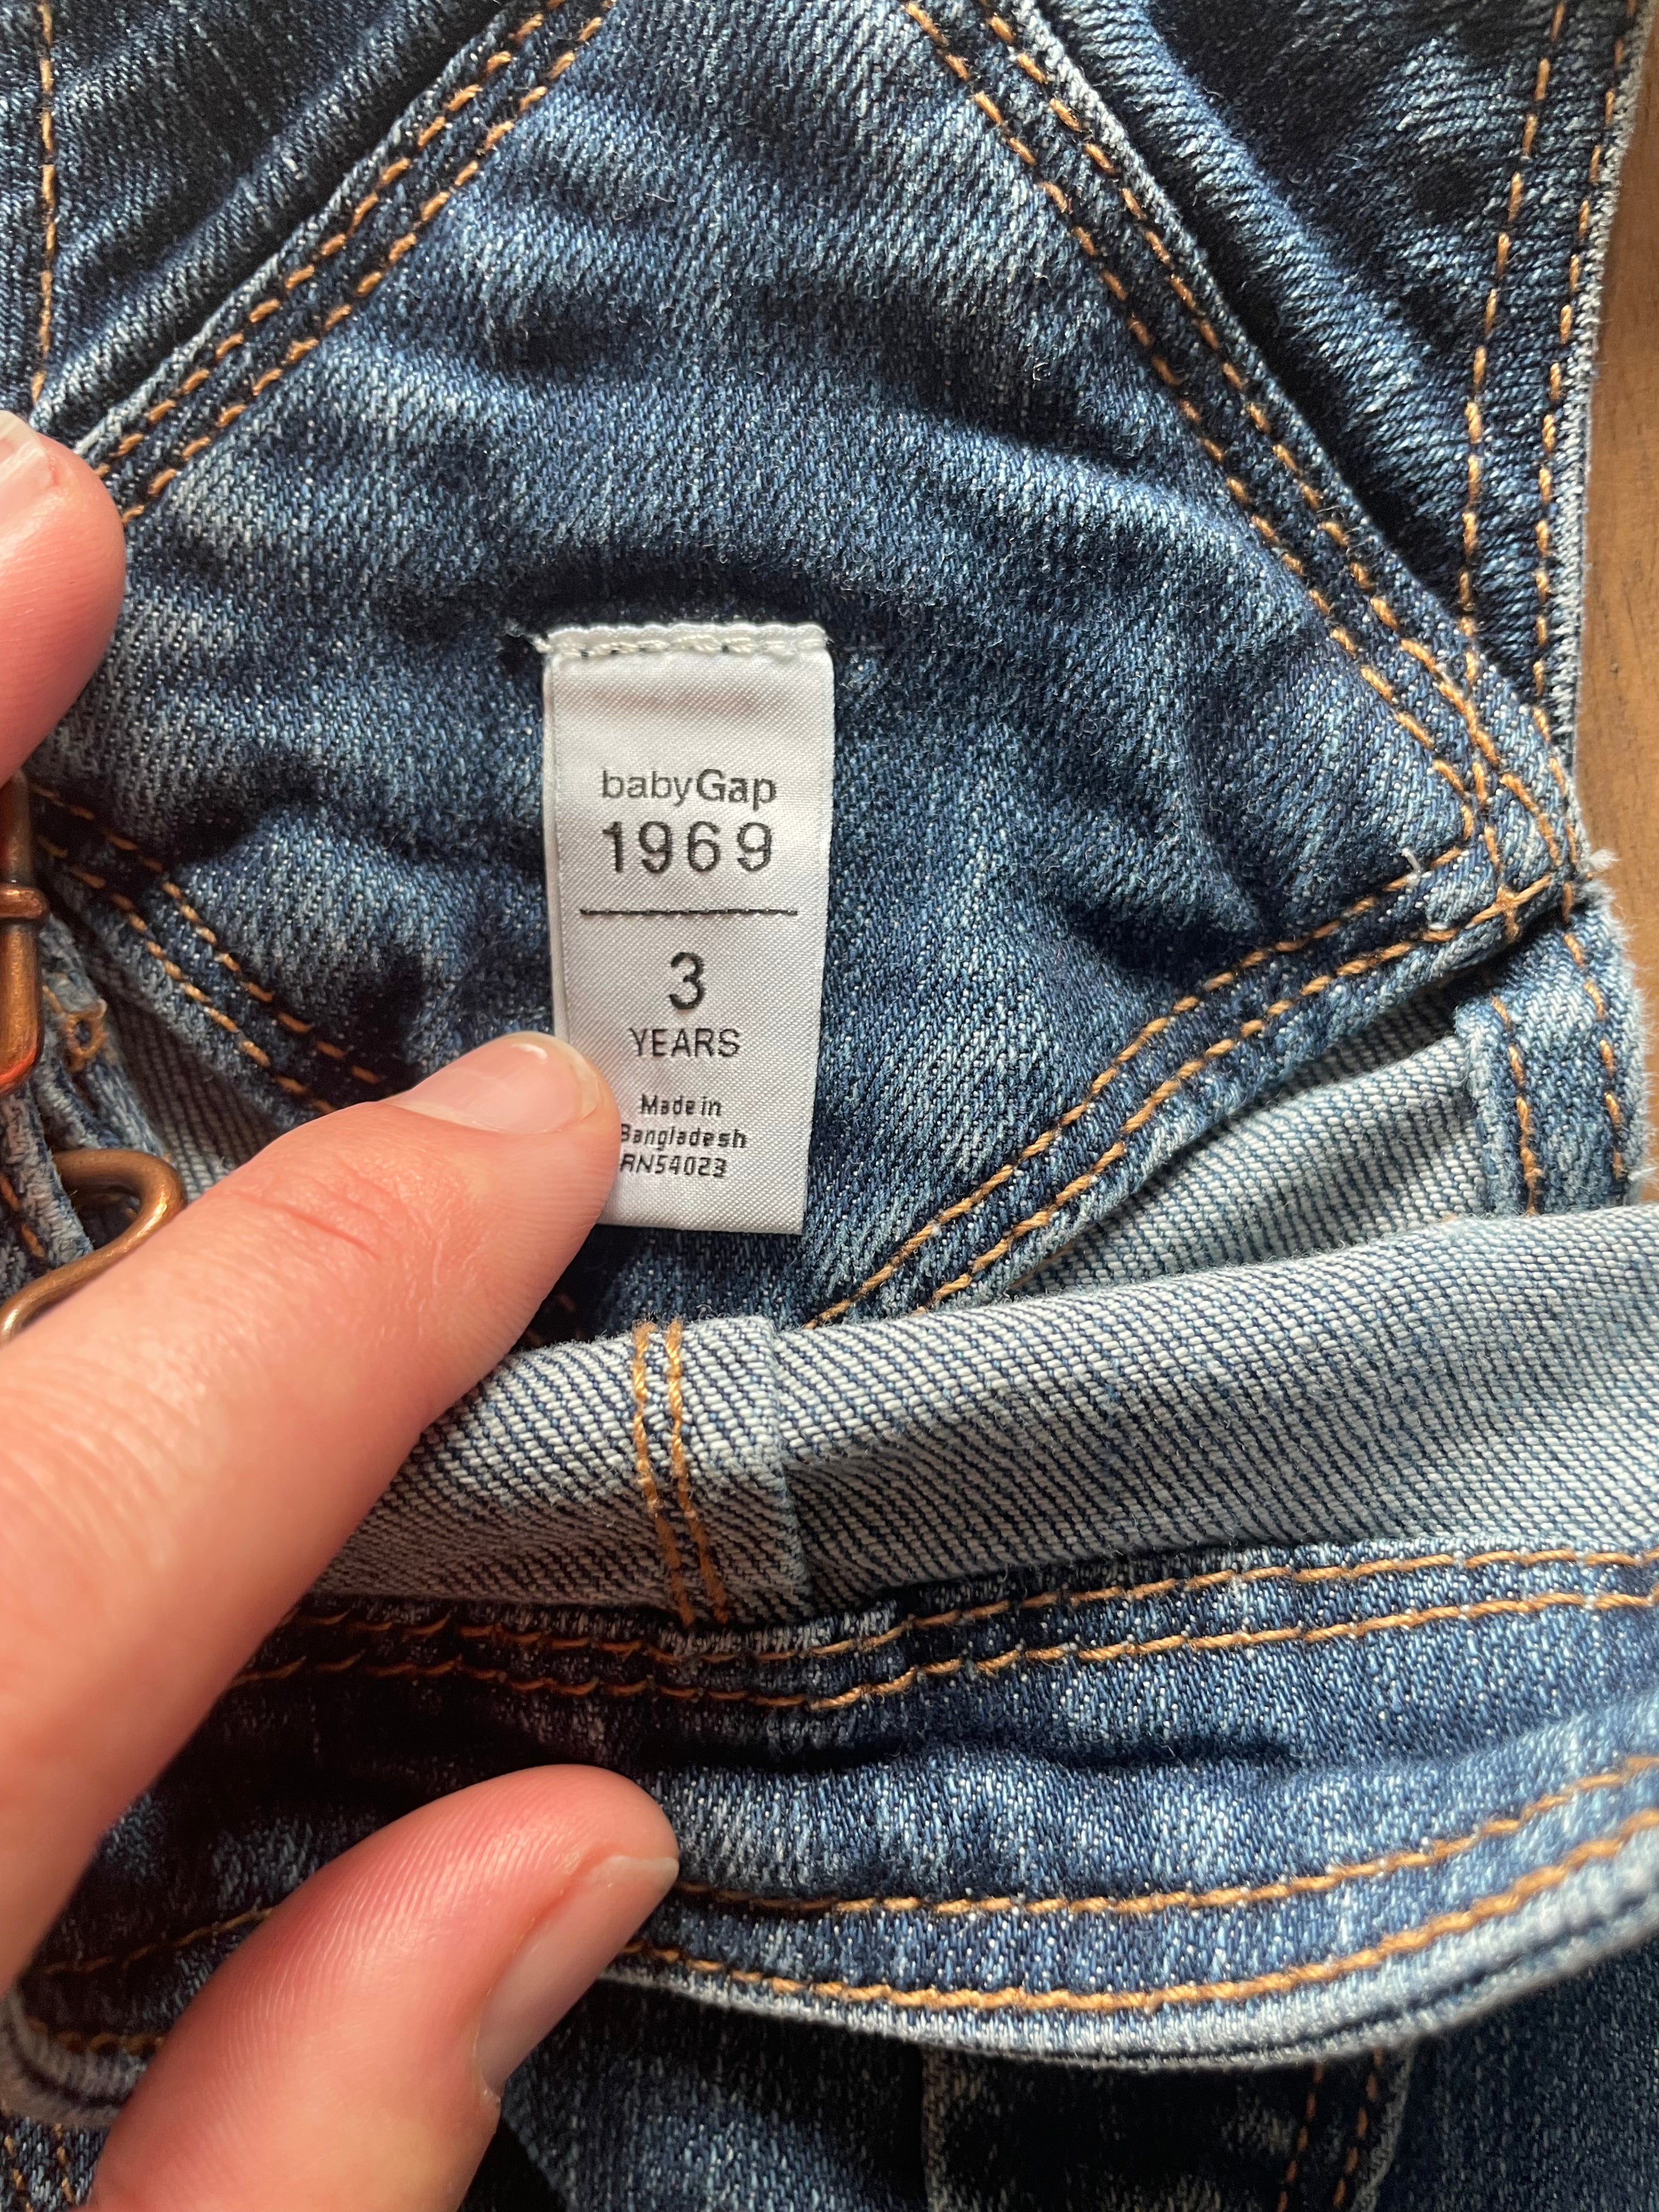 babyGap
1969
3
YEARS
Made in
Bangladesh
RN54023